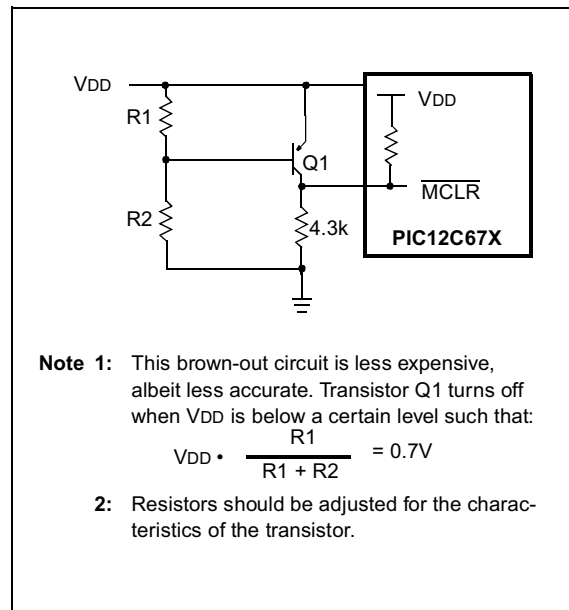 VDD
R1
VDD
Q1
MCLR
R2
4.3k
PIC12C67X
Note 1: This brown-out circuit is less expensive,
albeit less accurate. Transistor Q1 turns off
when VDD is below a certain level such that:
VDD • R1 / R1 + R2 = 0.7V
2: Resistors should be adjusted for the charac-
teristics of the transistor.